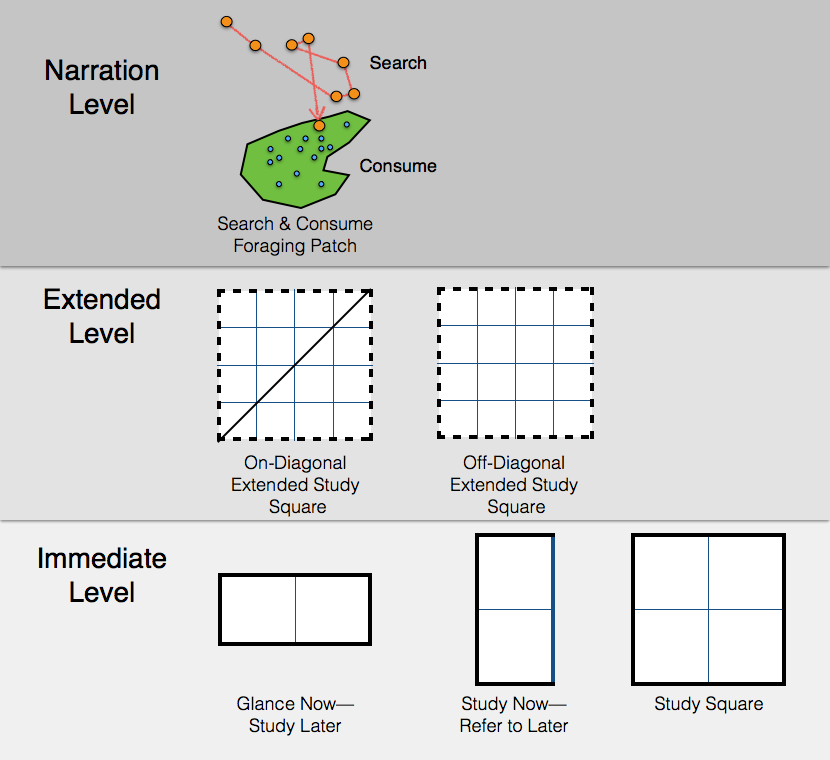 Narration
Level
Search
Consume
Search & Consume
Foraging Patch
Extended
Level
On-Diagonal
Extended Study
Square
Off-Diagonal
Extended Study
Square
Immediate
Level
Glance Now—
Study Later
Study Now—
Refer to Later
Study Square